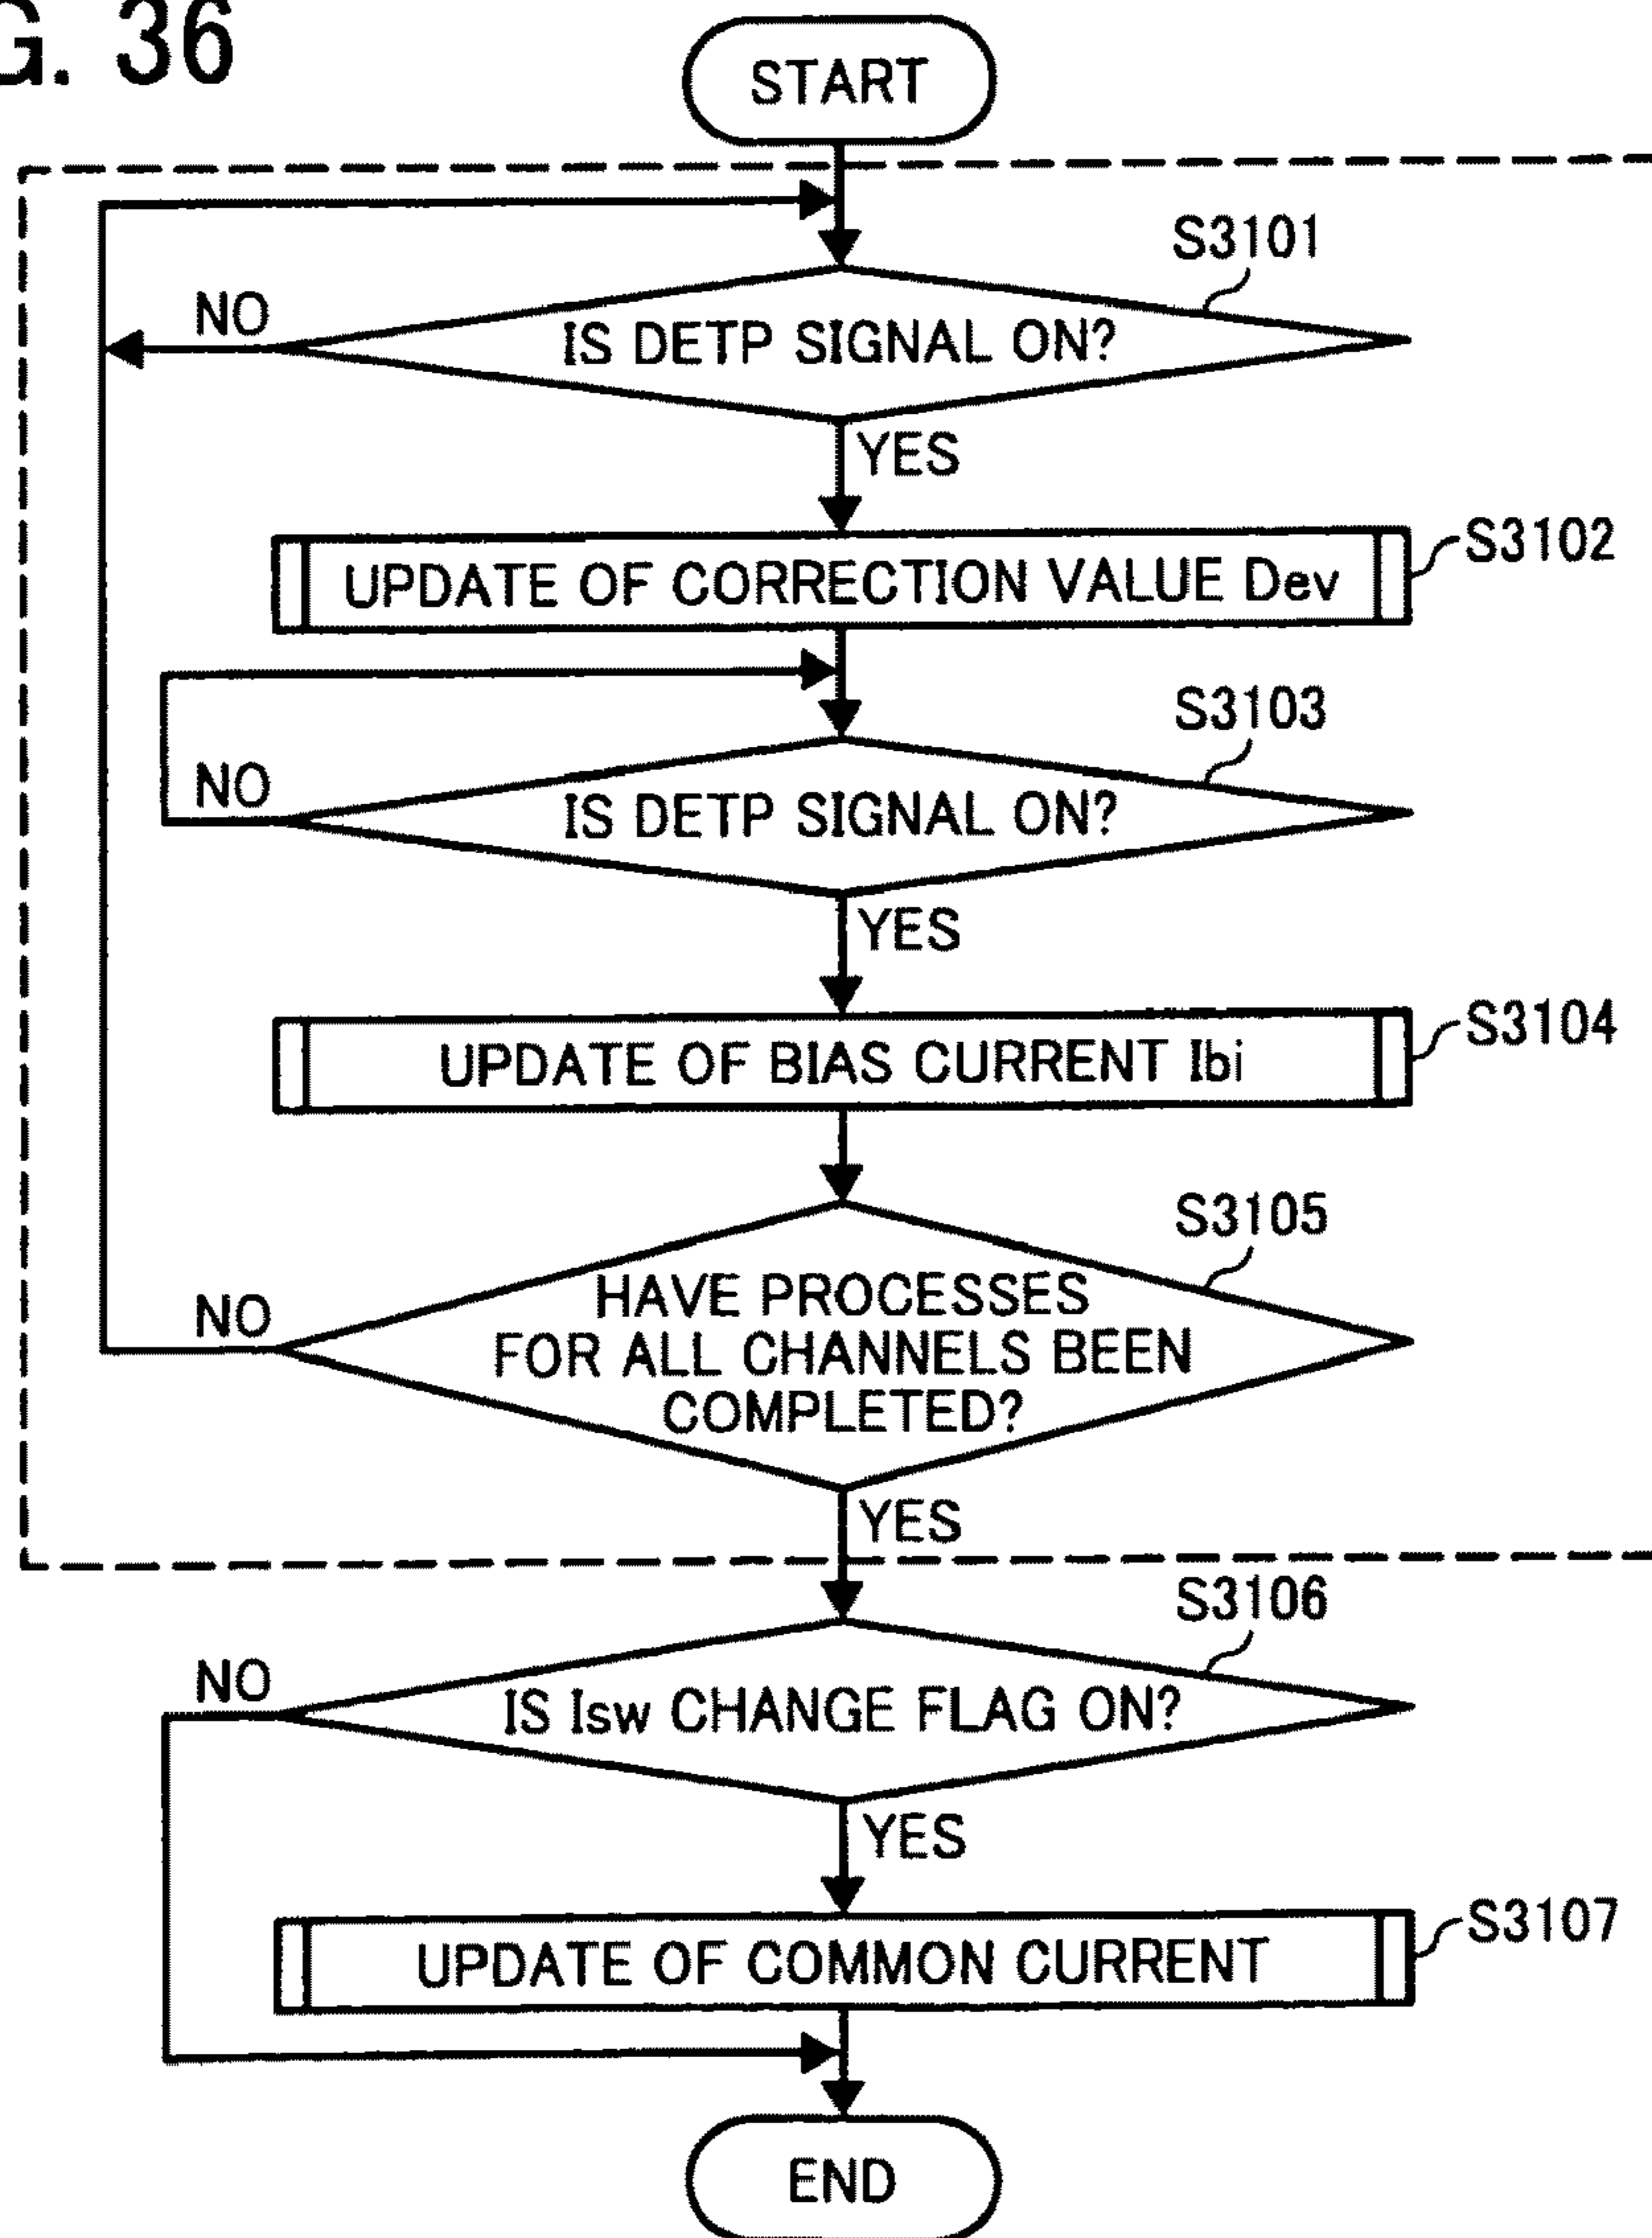 G. 36
START
S3101
NO
IS DETP SIGNAL ON?
YES
S3102
UPDATE OF CORRECTION VALUE Dev
S3103
NO
IS DETP SIGNAL ON?
YES
S3104
UPDATE OF BIAS CURRENT Ibi
S3105
HAVE PROCESSES
NO
FOR ALL CHANNELS BEEN
COMPLETED?
YES
S3106
NO
IS Isw CHANGE FLAG ON?
YES
S3107
UPDATE OF COMMON CURRENT
END